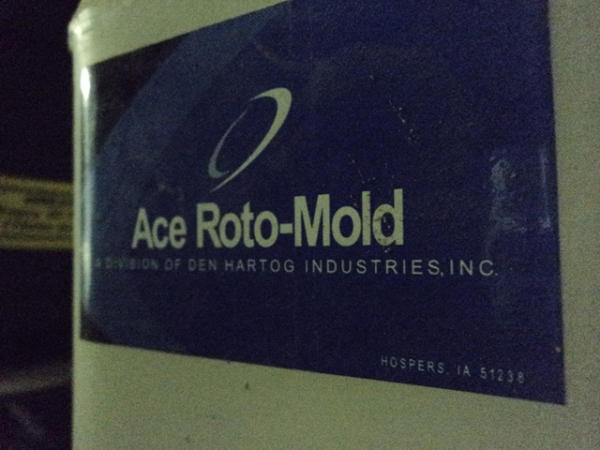 Ace Roto-Mold
A DIVISION OF DEN HARTOG INDUSTRIES, INC.
HOSPERS, IA 51238